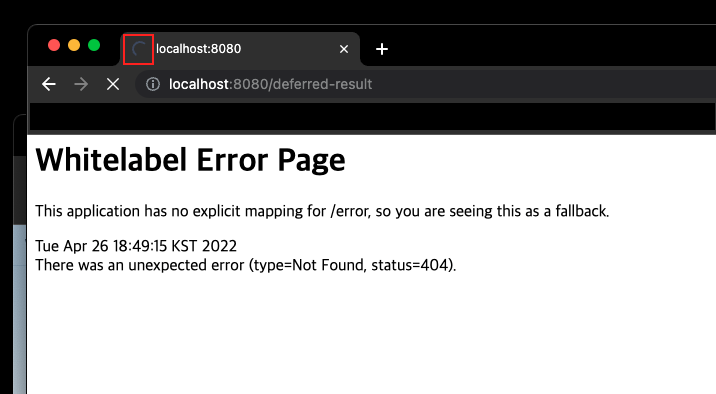 localhost:8080
localhost:8080/deferred-result
Whitelabel Error Page
This application has no explicit mapping for /error, so you are seeing this as a fallback.
Tue Apr 26 18:49:15 KST 2022
There was an unexpected error (type=Not Found, status=404).